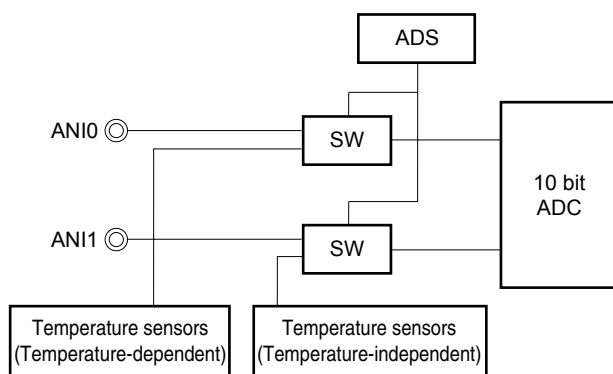 ADS
ANI0
SW
10 bit
ADC
ANI1
SW
Temperature sensors
(Temperature-dependent)
Temperature sensors
(Temperature-independent)